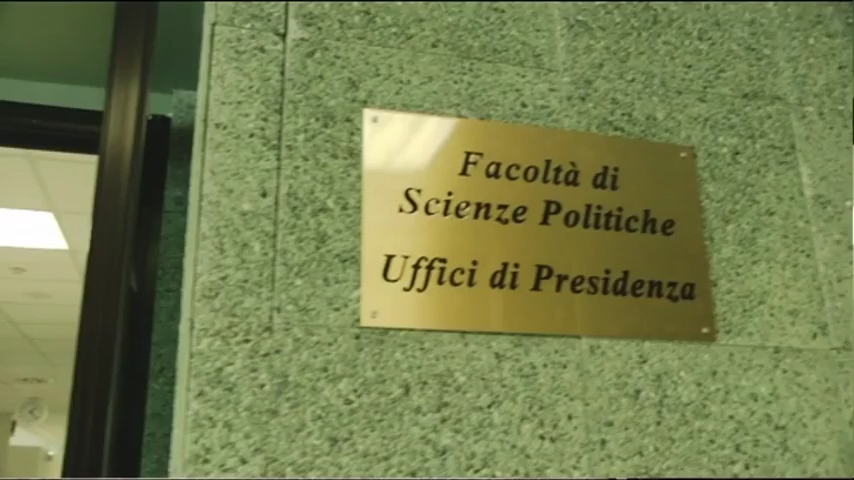 Facoltà di
Scienze Politiche
Uffici di Presidenza